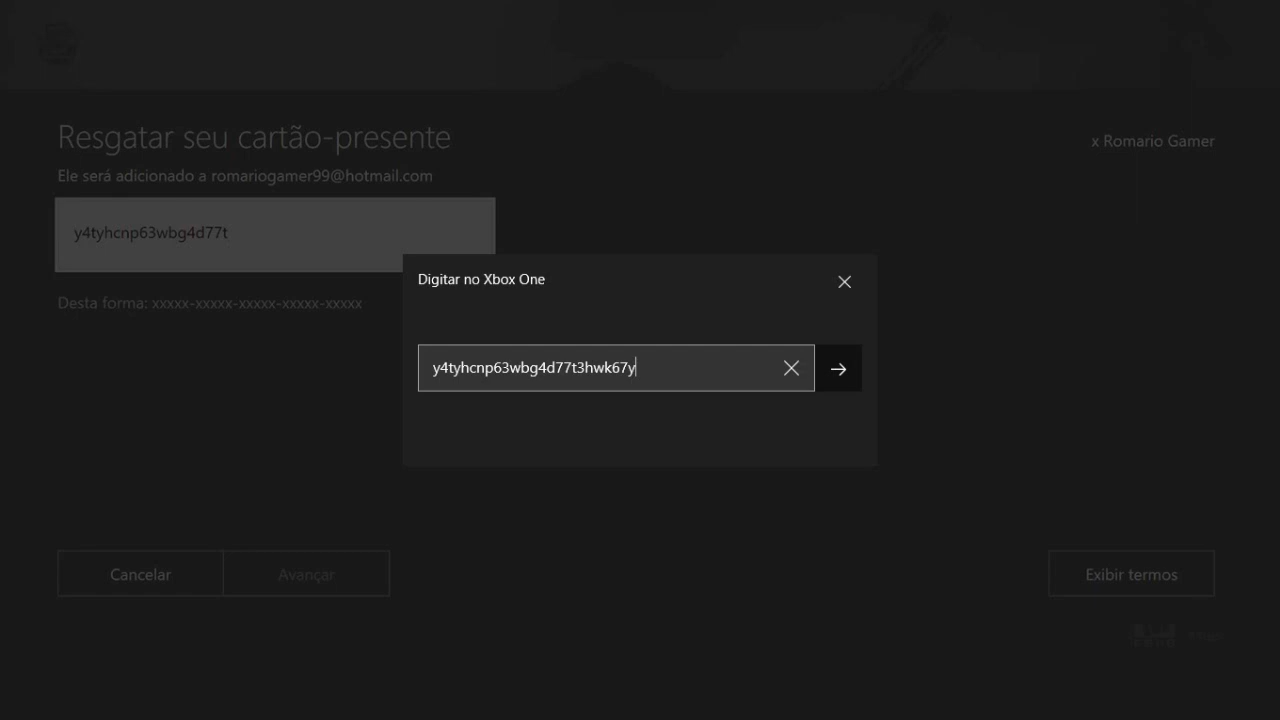 Resgatar seu cartão-presente
x Romario Gamer
Ele será adicionado a romariogamer99@hotmail.com
y4tyhcnp63wbg4d77t
Desta forma: xxxxx-xxxxx-xxxxx-xxxxx-xxxxx
Digitar no Xbox One
y4tyhcnp63wbg4d77t3hwk67y
Cancelar
Avançar
Exibir termos